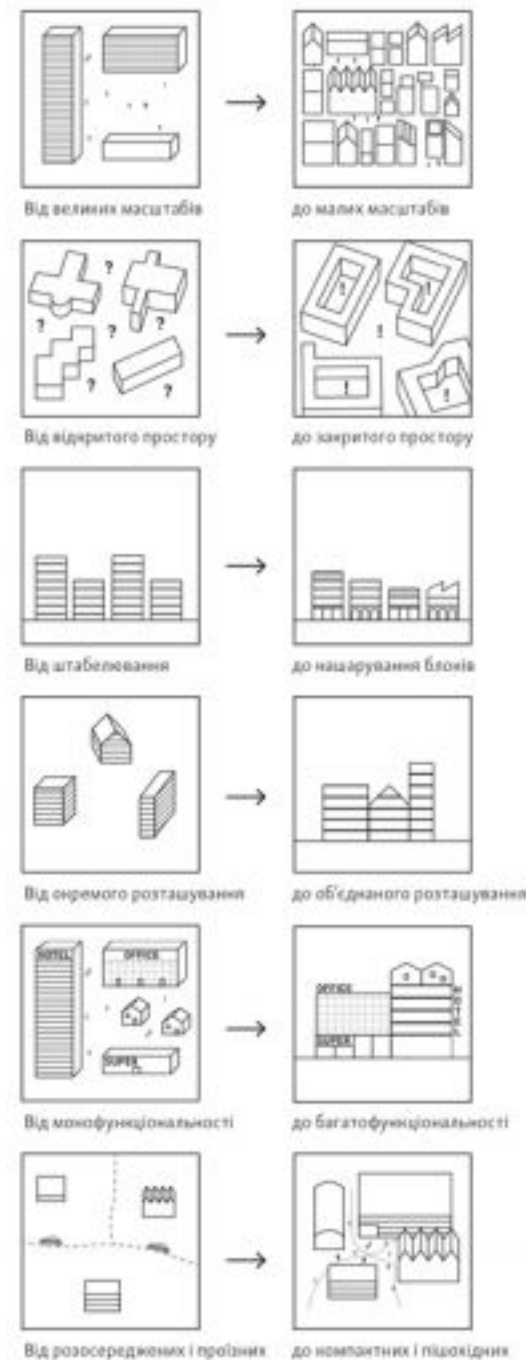 Від великих масштабів
до малих масштабів
? ? ? ?
! ! ! ! !
Від відкритого простору
до закритого простору
Від штабелювання
до нашарування блоків
Від окремого розташування
до об'єднаного розташування
HOTEL
OFFICE
SUPER
OFFICE
SUPER
HOTEL
Від монофункціональності
до багатофункціональності
Від розосереджених і проїзних
до компактних і пішохідних